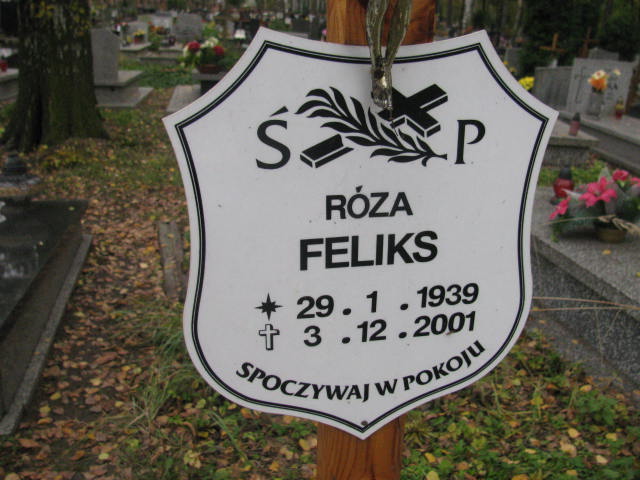 Ś P
RÓZA
FELIKS
29 . 1 . 1939
3 . 12 . 2001
SPOCZYWAJ W POKOJU